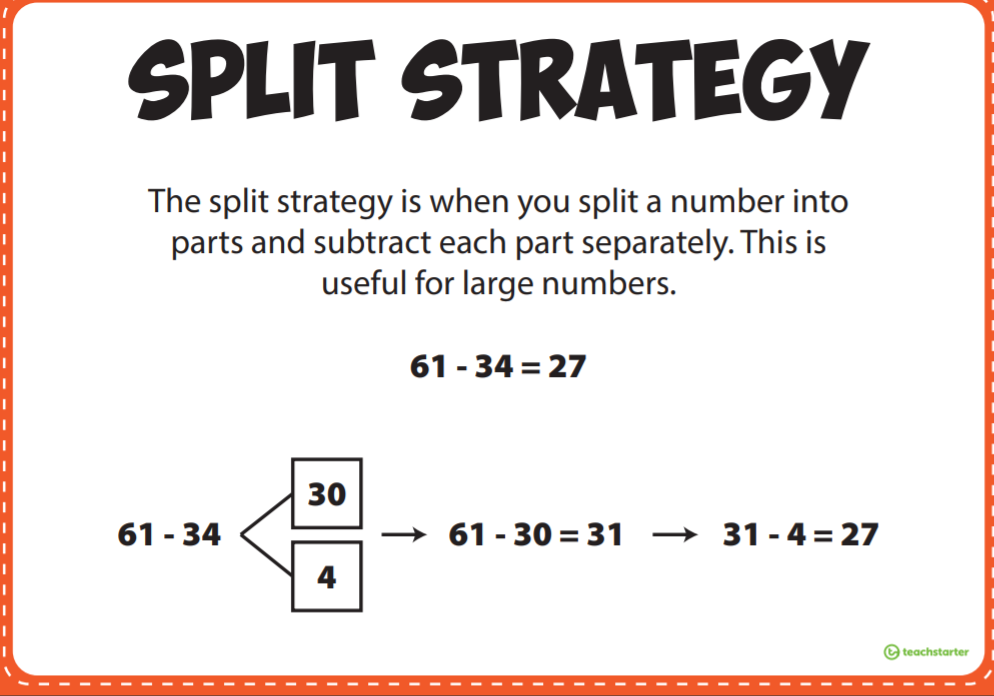 SPLIT STRATEGY
The split strategy is when you split a number into
parts and subtract each part separately. This is
useful for large numbers.
61 - 34 = 27
30
61 - 34 → 61 - 30 = 31 → 31 - 4 = 27
4
teachstarter